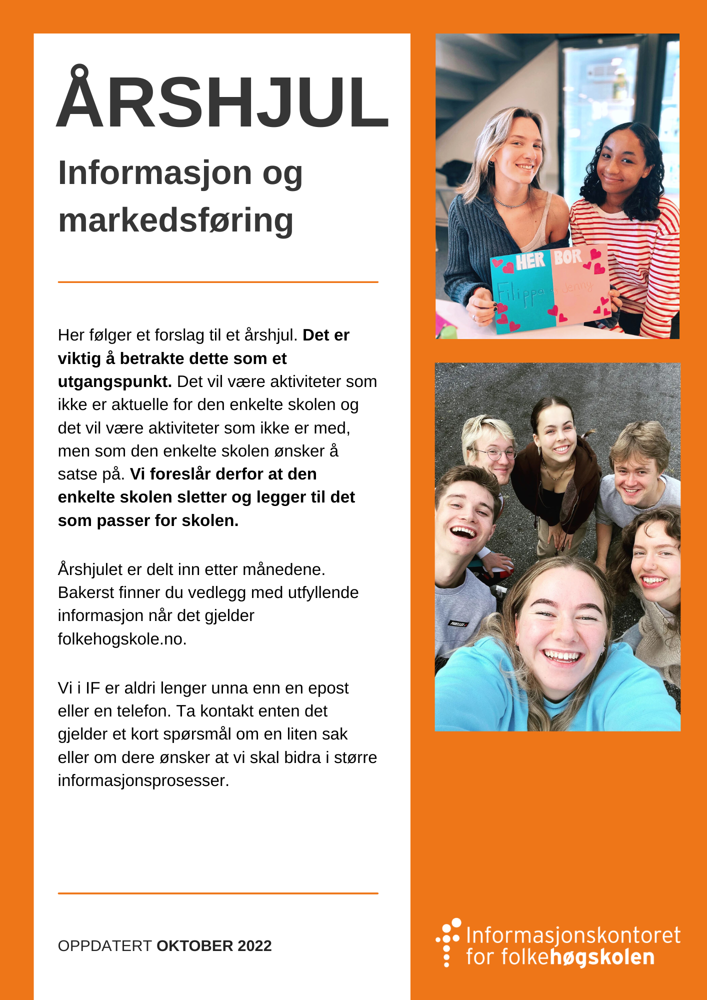 ÅRSHJUL
Informasjon og
markedsføring
Her følger et forslag til et årshjul. Det er
viktig å betrakte dette som et
utgangspunkt. Det vil være aktiviteter som
ikke er aktuelle for den enkelte skolen og
det vil være aktiviteter som ikke er med,
men som den enkelte skolen ønsker å
satse på. Vi foreslår derfor at den
enkelte skolen sletter og legger til det
som passer for skolen.
Årshjulet er delt inn etter månedene.
Bakerst finner du vedlegg med utfyllende
informasjon når det gjelder
folkehogskole.no.
Vi i IF er aldri lenger unna enn en epost
eller en telefon. Ta kontakt enten det
gjelder et kort spørsmål om en liten sak
eller om dere ønsker at vi skal bidra i større
informasjonsprosesser.
OPPDATERT OKTOBER 2022
HER BOR
Filippa og Jenny
PARELLEX
Informasjonskontoret
for folkehøgskolen